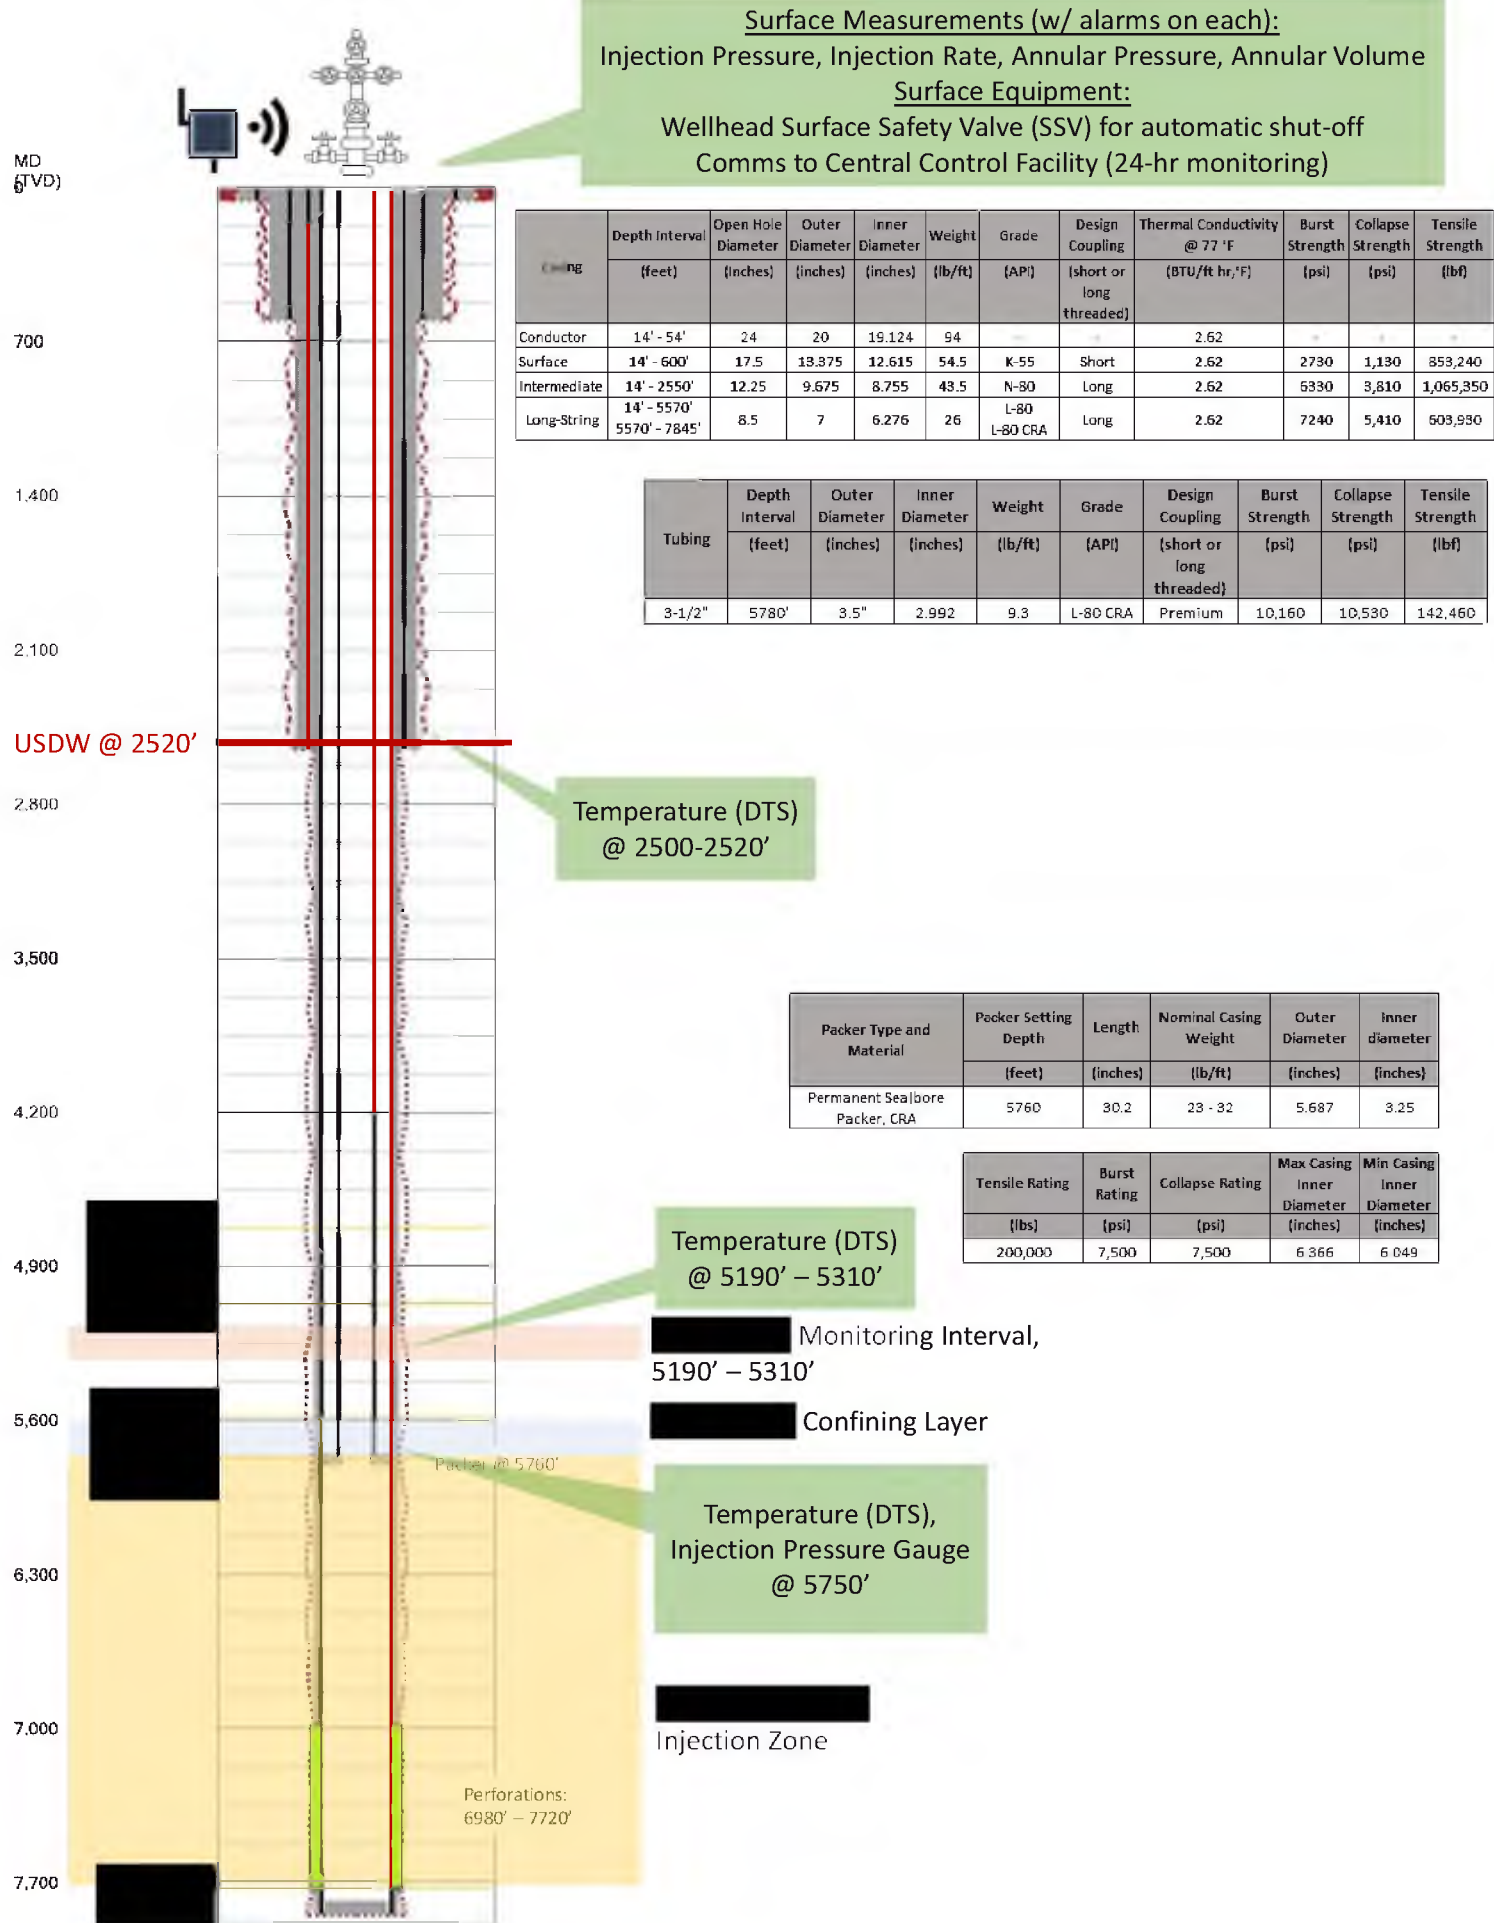 Surface Measurements (w/ alarms on each):
Injection Pressure, Injection Rate, Annular Pressure, Annular Volume
Surface Equipment:
Wellhead Surface Safety Valve (SSV) for automatic shut-off
Comms to Central Control Facility (24-hr monitoring)
MD
(TVD)
0
700
1,400
2,100
USDW @ 2520’
2,800
3,500
4,200
4,900
5,600
6,300
7,000
7,700
Depth Interval Open Hole Diameter Outer Diameter Inner Diameter Weight Grade Design Coupling Thermal Conductivity @ 77 °F Burst Strength Collapse Strength Tensile Strength
(feet) (inches) (inches) (inches) (lb/ft) (API) (short or long threaded) (BTU/ft hr,°F) (psi) (psi) (lbf)
Conductor 14' - 54' 24 20 19.124 94 - - 2.62 - - -
Surface 14' - 600' 17.5 13.375 12.615 54.5 K-55 Short 2.62 2730 1,130 853,240
Intermediate 14' - 2550' 12.25 9.675 8.755 43.5 N-80 Long 2.62 6330 3,810 1,065,350
Long-String 14' - 5570' 5570' - 7845' 8.5 7 6.276 26 L-80 L-80 CRA Long 2.62 7240 5,410 603,930
Tubing Depth Interval Outer Diameter Inner Diameter Weight Grade Design Coupling Burst Strength Collapse Strength Tensile Strength
(feet) (inches) (inches) (lb/ft) (API) (short or long threaded) (psi) (psi) (lbf)
3-1/2" 5780' 3.5" 2.992 9.3 L-80 CRA Premium 10,160 10,530 142,460
Temperature (DTS)
@ 2500-2520’
Packer Type and Material Packer Setting Depth Length Nominal Casing Weight Outer Diameter Inner diameter
(feet) (inches) (lb/ft) (inches) (inches)
Permanent Sealbore Packer, CRA 5760 30.2 23 - 32 5.687 3.25
Tensile Rating Burst Rating Collapse Rating Max Casing Inner Diameter Min Casing Inner Diameter
(lbs) (psi) (psi) (inches) (inches)
200,000 7,500 7,500 6.366 6.049
Temperature (DTS)
@ 5190’ – 5310’
Monitoring Interval,
5190’ – 5310’
Confining Layer
Packer @ 5760'
Temperature (DTS),
Injection Pressure Gauge
@ 5750’
Injection Zone
Perforations:
6980’ – 7720’